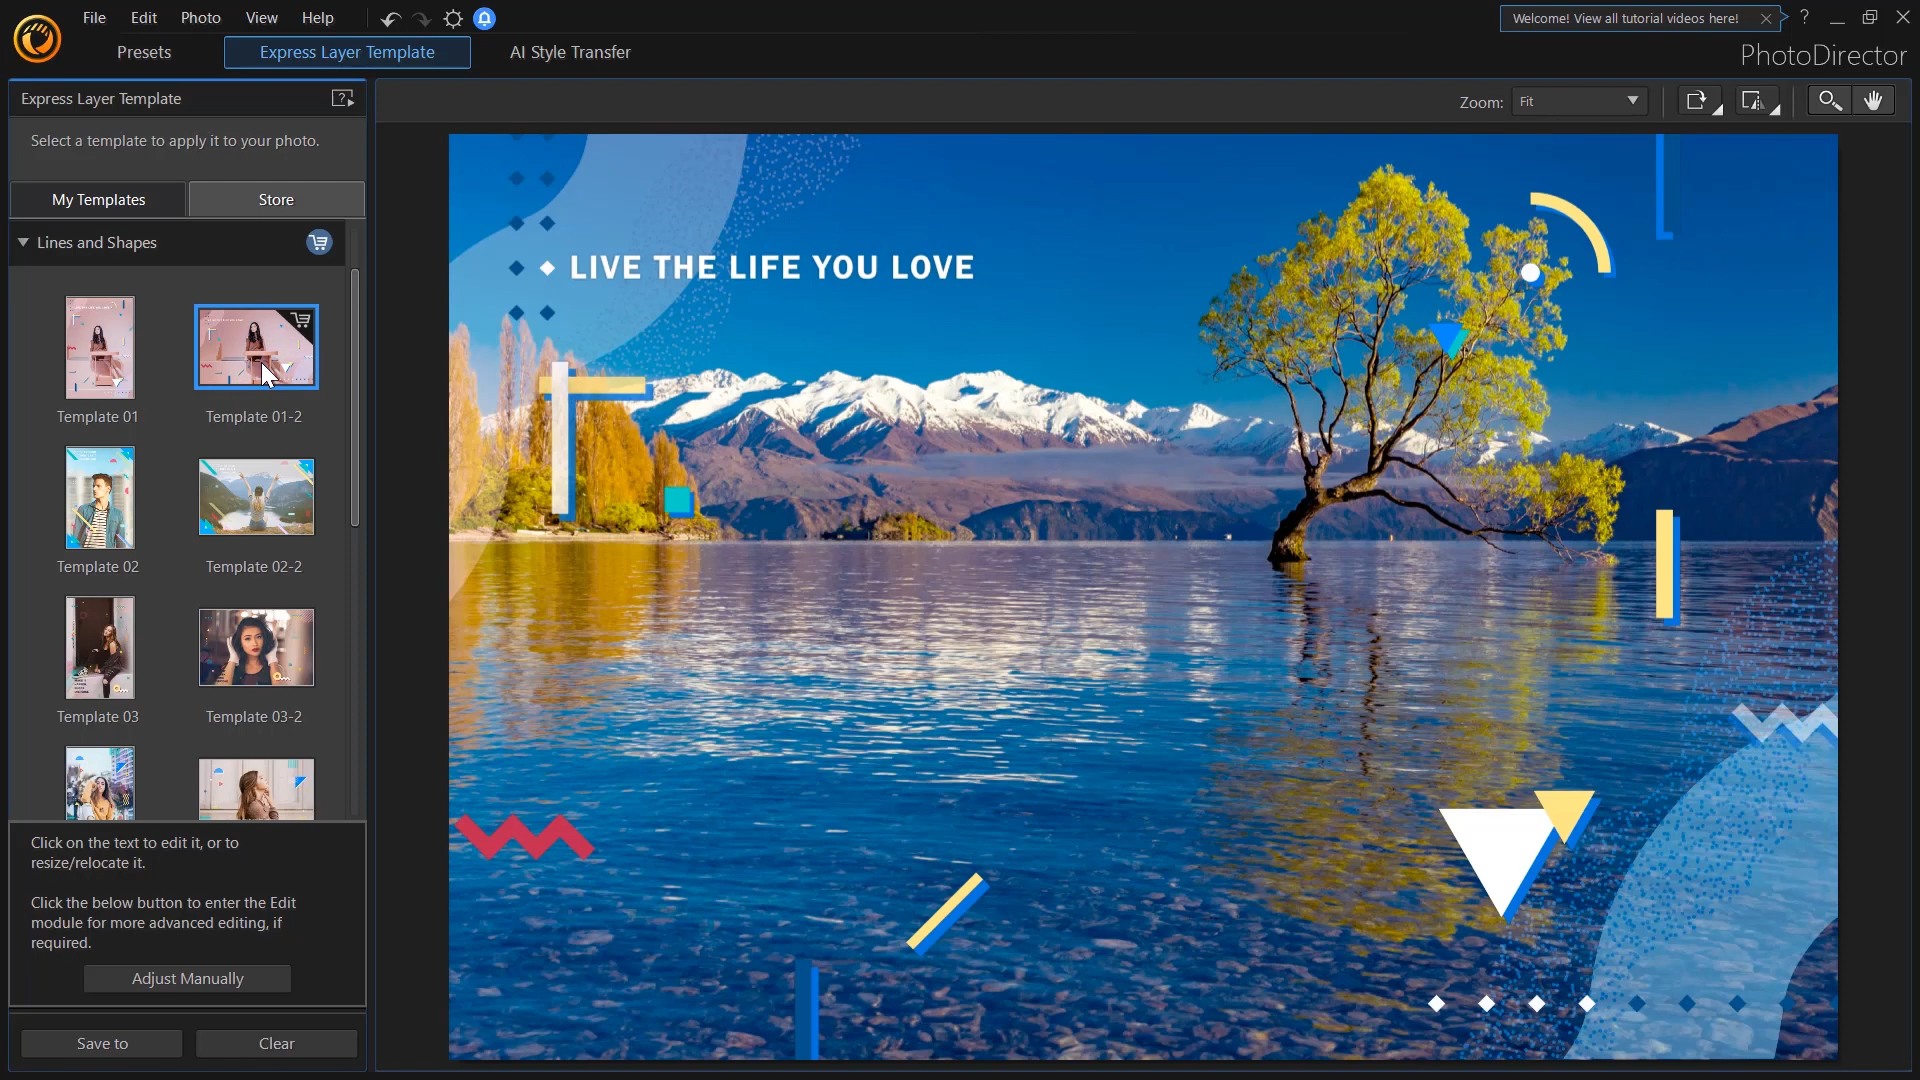 File Edit Photo View Help
Welcome! View all tutorial videos here!
?
Presets
Express Layer Template
AI Style Transfer
PhotoDirector
Express Layer Template
?
Zoom: Fit
Select a template to apply it to your photo.
My Templates
Store
Lines and Shapes
LIVE THE LIFE YOU LOVE
Template 01
Template 01-2
Template 02
Template 02-2
Template 03
Template 03-2
Click on the text to edit it, or to
resize/relocate it.
Click the below button to enter the Edit
module for more advanced editing, if
required.
Adjust Manually
Save to
Clear